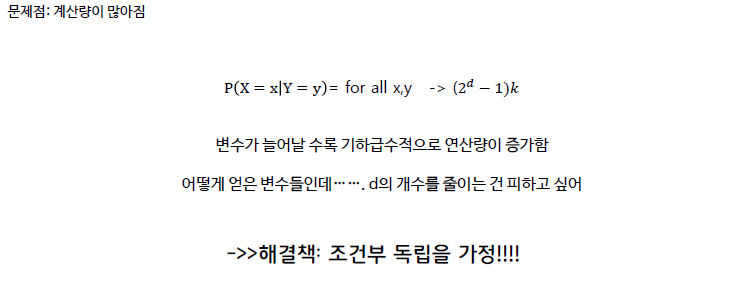 문제점: 계산량이 많아짐
P(X = x|Y = y)= for all x,y -> (2^d − 1)k
변수가 늘어날 수록 기하급수적으로 연산량이 증가함
어떻게 얻은 변수들인데……. d의 개수를 줄이는 건 피하고 싶어
->>해결책: 조건부 독립을 가정!!!!